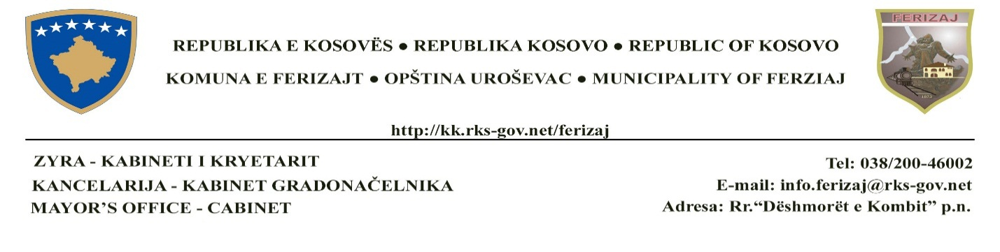 FERIZAJ
REPUBLIKA E KOSOVËS ● REPUBLIKA KOSOVO ● REPUBLIC OF KOSOVO
KOMUNA E FERIZAJT ● OPŠTINA UROŠEVAC ● MUNICIPALITY OF FERZIAJ
1873
http://kk.rks-gov.net/ferizaj
ZYRA - KABINETI I KRYETARIT
KANCELARIJA - KABINET GRADONAČELNIKA
MAYOR’S OFFICE - CABINET
Tel: 038/200-46002
E-mail: info.ferizaj@rks-gov.net
Adresa: Rr.“Dëshmorët e Kombit” p.n.